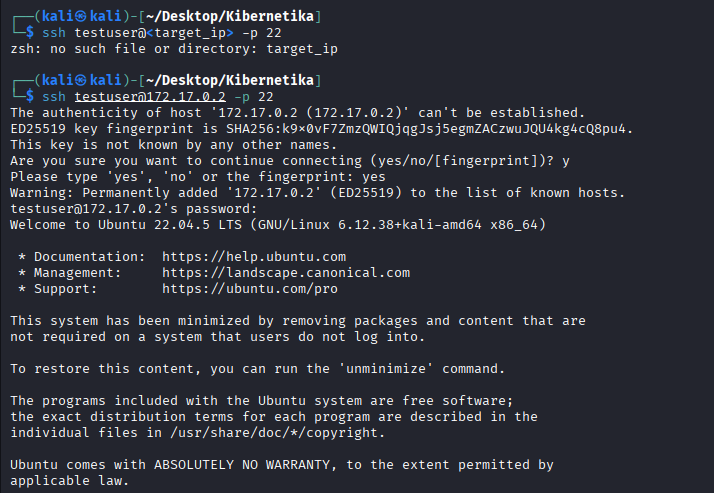 ┌──(kali㉿kali)-[~/Desktop/Kibernetika]
└─$ ssh testuser@<target_ip> -p 22
zsh: no such file or directory: target_ip
┌──(kali㉿kali)-[~/Desktop/Kibernetika]
└─$ ssh testuser@172.17.0.2 -p 22
The authenticity of host '172.17.0.2 (172.17.0.2)' can't be established.
ED25519 key fingerprint is SHA256:k9×0vF7ZmzQWIQjqgJsj5egmZACzwuJQU4kg4cQ8pu4.
This key is not known by any other names.
Are you sure you want to continue connecting (yes/no/[fingerprint])? y
Please type 'yes', 'no' or the fingerprint: yes
Warning: Permanently added '172.17.0.2' (ED25519) to the list of known hosts.
testuser@172.17.0.2's password:
Welcome to Ubuntu 22.04.5 LTS (GNU/Linux 6.12.38+kali-amd64 x86_64)
* Documentation:  https://help.ubuntu.com
* Management:     https://landscape.canonical.com
* Support:        https://ubuntu.com/pro
This system has been minimized by removing packages and content that are
not required on a system that users do not log into.
To restore this content, you can run the 'unminimize' command.
The programs included with the Ubuntu system are free software;
the exact distribution terms for each program are described in the
individual files in /usr/share/doc/*/copyright.
Ubuntu comes with ABSOLUTELY NO WARRANTY, to the extent permitted by
applicable law.